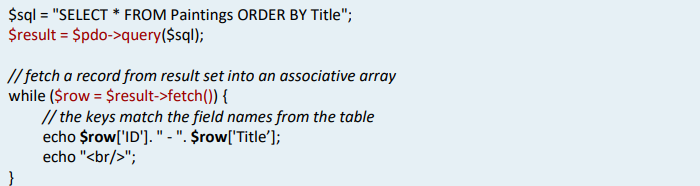 $sql = "SELECT * FROM Paintings ORDER BY Title";
$result = $pdo->query($sql);
// fetch a record from result set into an associative array
while ($row = $result->fetch()) {
// the keys match the field names from the table
echo $row['ID']. " - ". $row['Title’];
echo "<br/>";
}